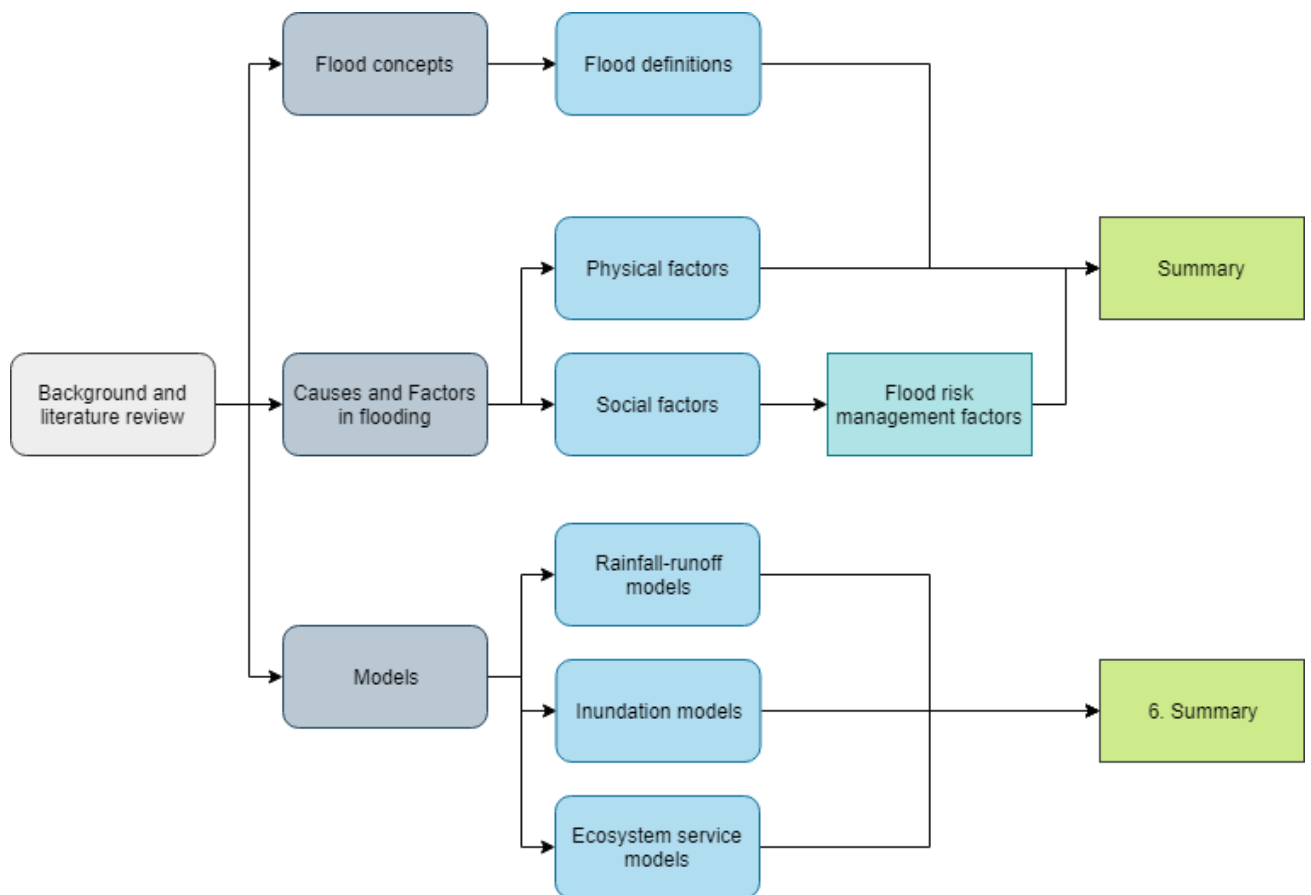 Flood concepts
Flood definitions
Physical factors
Summary
Background and
literature review
Causes and Factors
in flooding
Social factors
Flood risk
management factors
Rainfall-runoff
models
Models
Inundation models
6. Summary
Ecosystem service
models